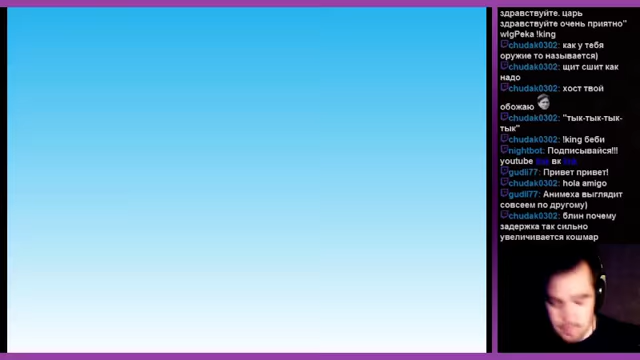 здравствуйте. царь
здравствуйте очень приятно"
wlgPeka !king
chudak0302: как у тебя
оружие то называется)
chudak0302: щит сшит как
надо
chudak0302: хост твой
обожаю
chudak0302: "тык-тык-тык-
тык"
chudak0302: !king беби
nightbot: Подписывайся!!!
youtube вк
gudli77: Привет привет!
chudak0302: hola amigo
gudli77: Анимеха выглядит
совсеем по другому)
chudak0302: блин почему
задержка так сильно
увеличивается кошмар